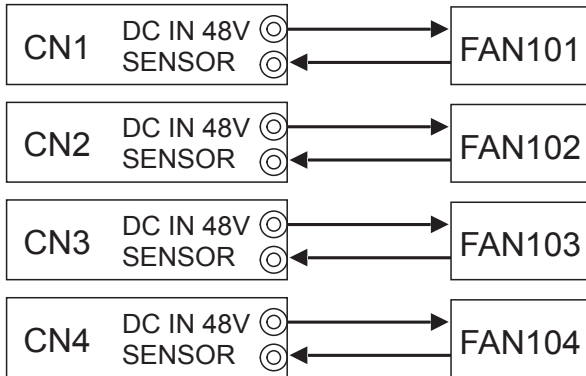 DC IN 48V
CN1 FAN101
SENSOR
DC IN 48V
CN2 FAN102
SENSOR
DC IN 48V
CN3 FAN103
SENSOR
DC IN 48V
CN4 FAN104
SENSOR